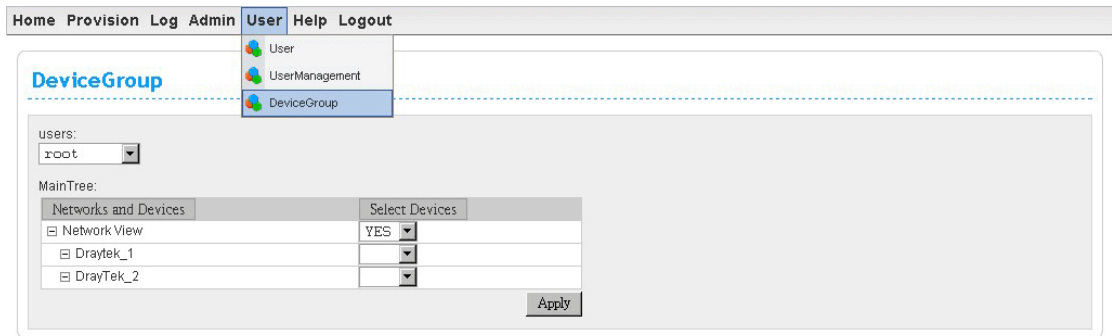 Home Provision Log Admin User Help Logout
User
UserManagement
DeviceGroup
DeviceGroup
users:
root
MainTree:
Networks and Devices Select Devices
Network View YES
Draytek_1
DrayTek_2
Apply